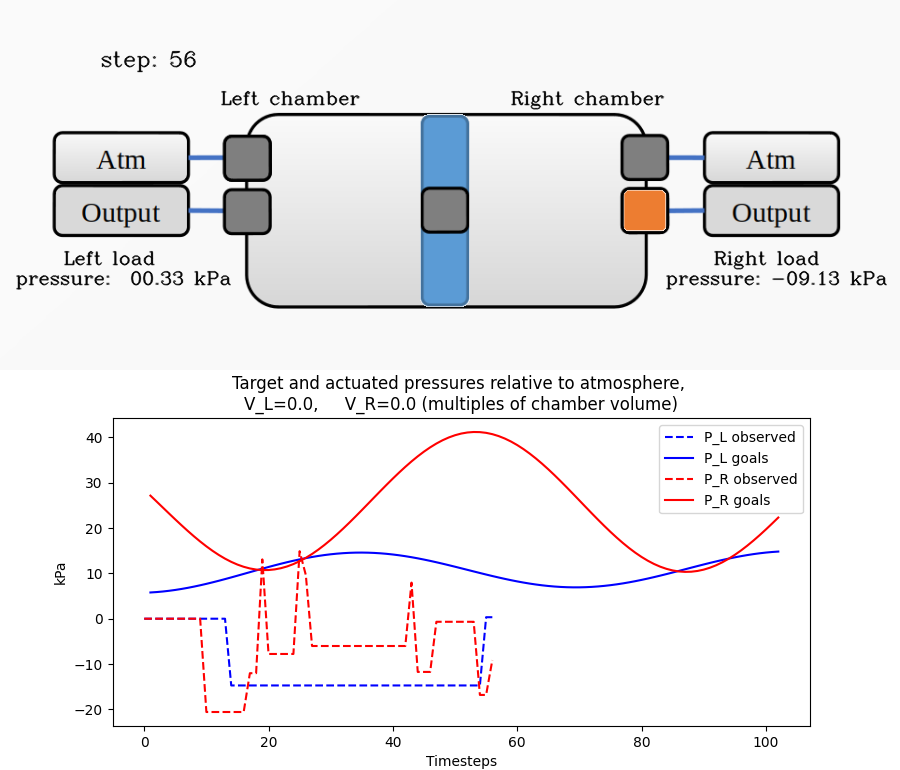 step: 56
Left chamber
Right chamber
Atm
Atm
Output
Output
Left load
pressure: 00.33 kPa
Right load
pressure: −09.13 kPa
Target and actuated pressures relative to atmosphere,
V_L=0.0, V_R=0.0 (multiples of chamber volume)
40
30
20
10
0
−10
−20
kPa
P_L observed
P_L goals
P_R observed
P_R goals
0 20 40 60 80 100
Timesteps